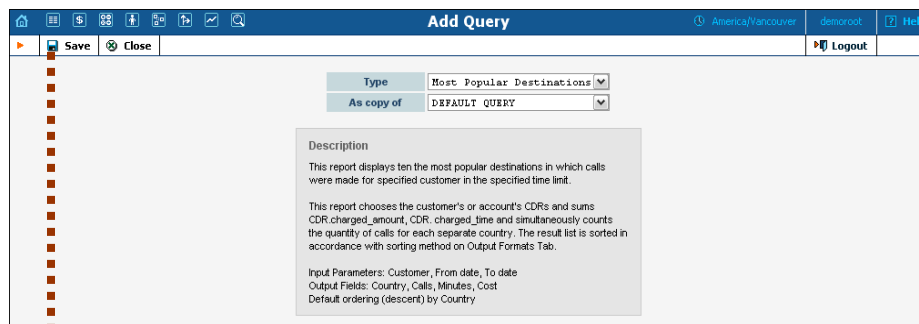 Add Query
America/Vancouver
demoroot
Hel
Save
Close
Logout
Type
Most Popular Destinations
As copy of
DEFAULT QUERY
Description
This report displays ten the most popular destinations in which calls
were made for specified customer in the specified time limit.
This report chooses the customer's or account's CDRs and sums
CDR.charged_amount, CDR. charged_time and simultaneously counts
the quantity of calls for each separate country. The result list is sorted in
accordance with sorting method on Output Formats Tab.
Input Parameters: Customer, From date, To date
Output Fields: Country, Calls, Minutes, Cost
Default ordering (descent) by Country